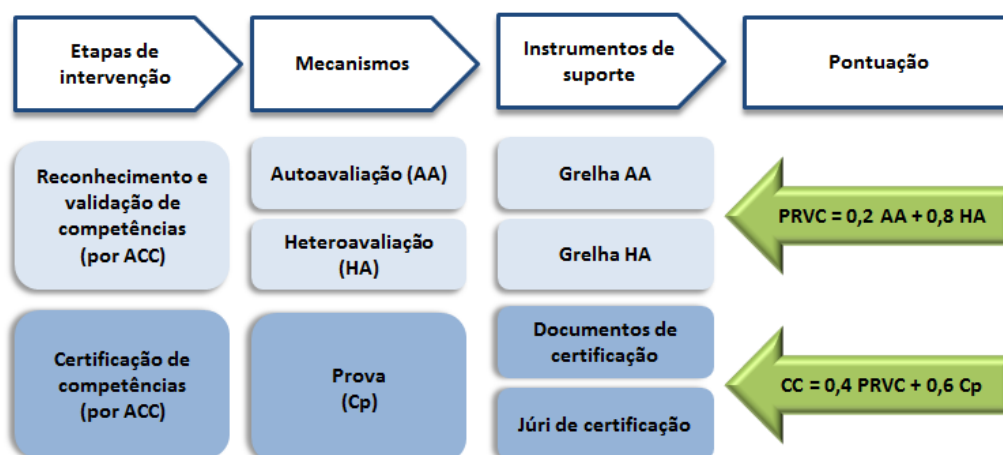 Etapas de
intervenção
Mecanismos
Instrumentos de
suporte
Pontuação
Reconhecimento e
validação de
competências
(por ACC)
Autoavaliação (AA)
Heteroavaliação
(HA)
Grelha AA
Grelha HA
PRVC = 0,2 AA + 0,8 HA
Certificação de
competências
(por ACC)
Prova
(Cp)
Documentos de
certificação
Júri de certificação
CC = 0,4 PRVC + 0,6 Cp